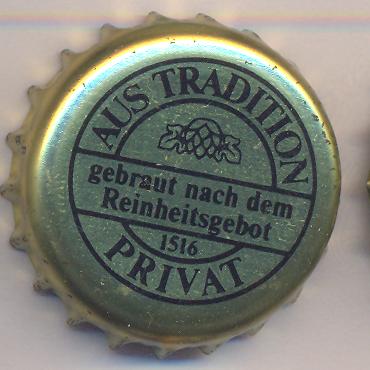 AUS TRADITION
gebraut nach dem
Reinheitsgebot
1516
PRIVAT